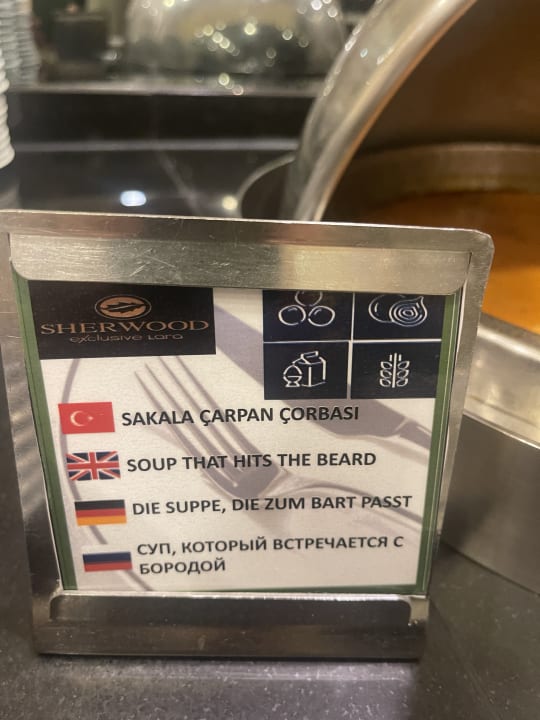 SHERWOOD
exclusive Lara
SAKALA ÇARPAN ÇORBASI
SOUP THAT HITS THE BEARD
DIE SUPPE, DIE ZUM BART PASST
СУП, КОТОРЫЙ ВСТРЕЧАЕТСЯ С
БОРОДОЙ